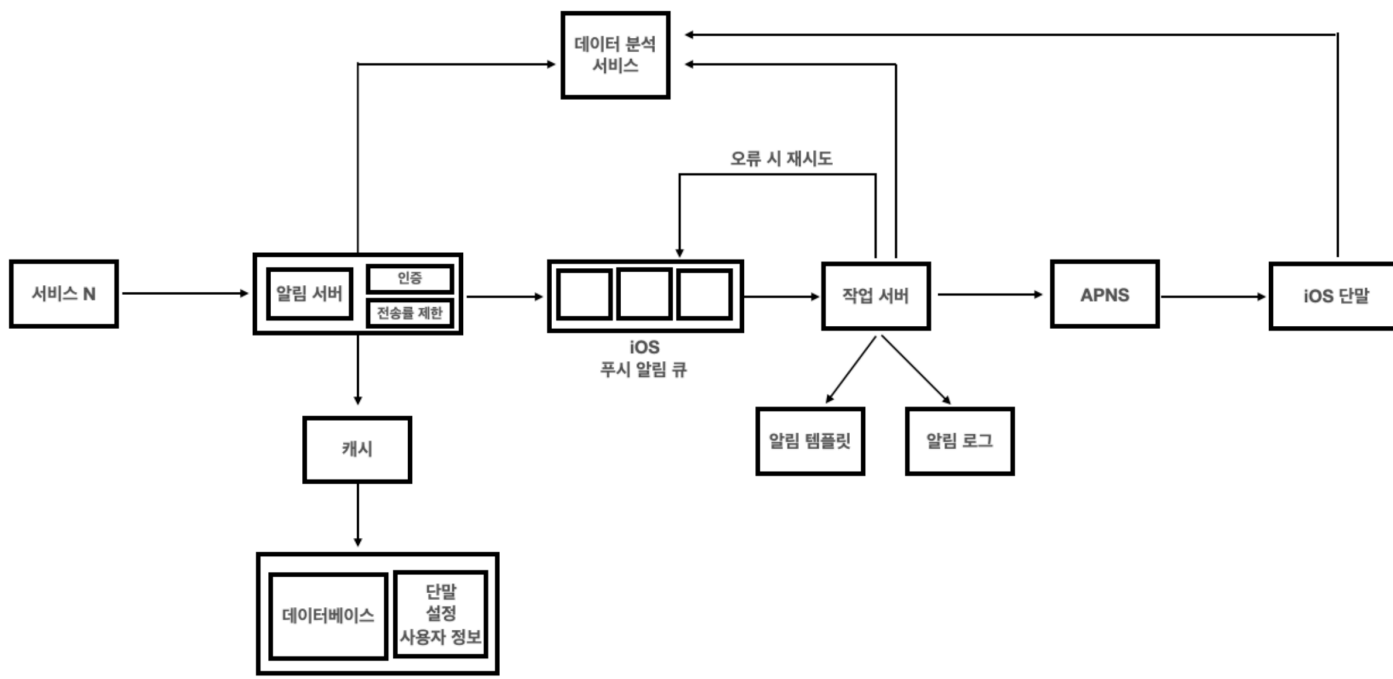 데이터 분석
서비스
오류 시 재시도
서비스 N
알림 서버
인증
전송률 제한
iOS
푸시 알림 큐
작업 서버
APNS
iOS 단말
캐시
알림 템플릿
알림 로그
데이터베이스
단말
설정
사용자 정보